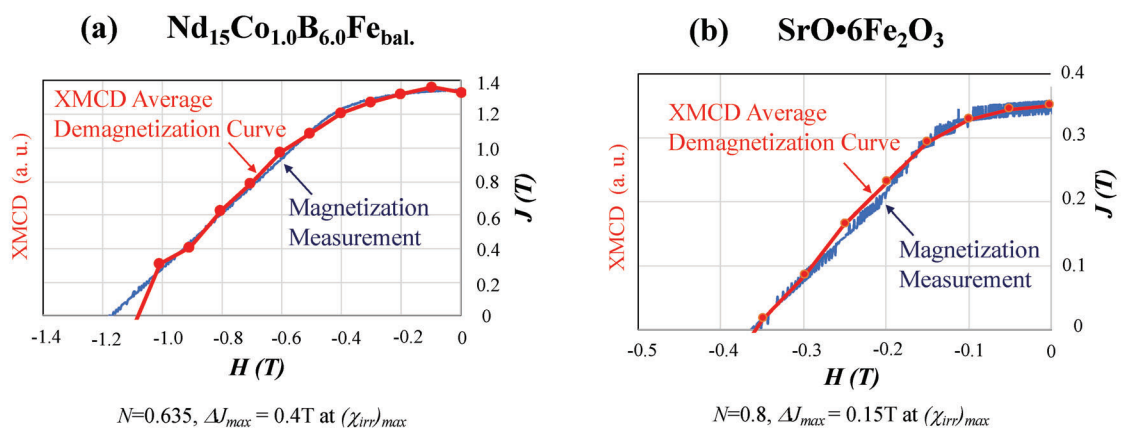 (a) Nd₁₅Co₁.₀B₆.₀Fe_bal.
XMCD Average
Demagnetization Curve
Magnetization
Measurement
XMCD (a. u.)
1.4
1.2
1.0
0.8
0.6
0.4
0.2
0
J (T)
-1.4
-1.2
-1.0
-0.8
-0.6
-0.4
-0.2
0
H (T)
N=0.635, ΔJmax = 0.4T at (χirr)max
(b) SrO•6Fe₂O₃
XMCD Average
Demagnetization Curve
Magnetization
Measurement
XMCD (a. u.)
0.4
0.3
0.2
0.1
0
J (T)
-0.5
-0.4
-0.3
-0.2
-0.1
0
H (T)
N=0.8, ΔJmax = 0.15T at (χirr)max